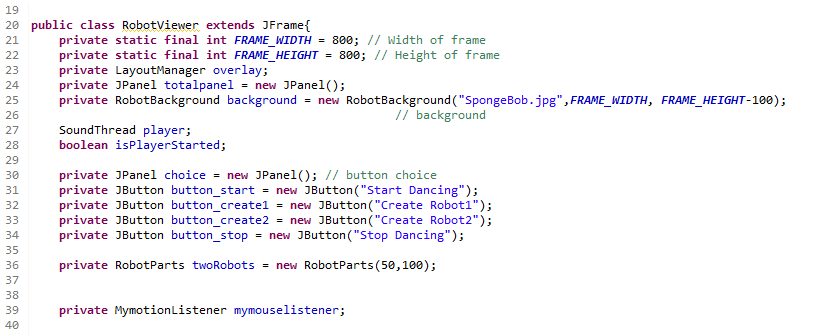 19
20 public class RobotViewer extends JFrame{
21     private static final int FRAME_WIDTH = 800; // Width of frame
22     private static final int FRAME_HEIGHT = 800; // Height of frame
23     private LayoutManager overlay;
24     private JPanel totalpanel = new JPanel();
25     private RobotBackground background = new RobotBackground("SpongeBob.jpg",FRAME_WIDTH, FRAME_HEIGHT-100);
26                                                     // background
27     SoundThread player;
28     boolean isPlayerStarted;
29
30     private JPanel choice = new JPanel(); // button choice
31     private JButton button_start = new JButton("Start Dancing");
32     private JButton button_create1 = new JButton("Create Robot1");
33     private JButton button_create2 = new JButton("Create Robot2");
34     private JButton button_stop = new JButton("Stop Dancing");
35
36     private RobotParts twoRobots = new RobotParts(50,100);
37
38
39     private MymotionListener mymouselistener;
40